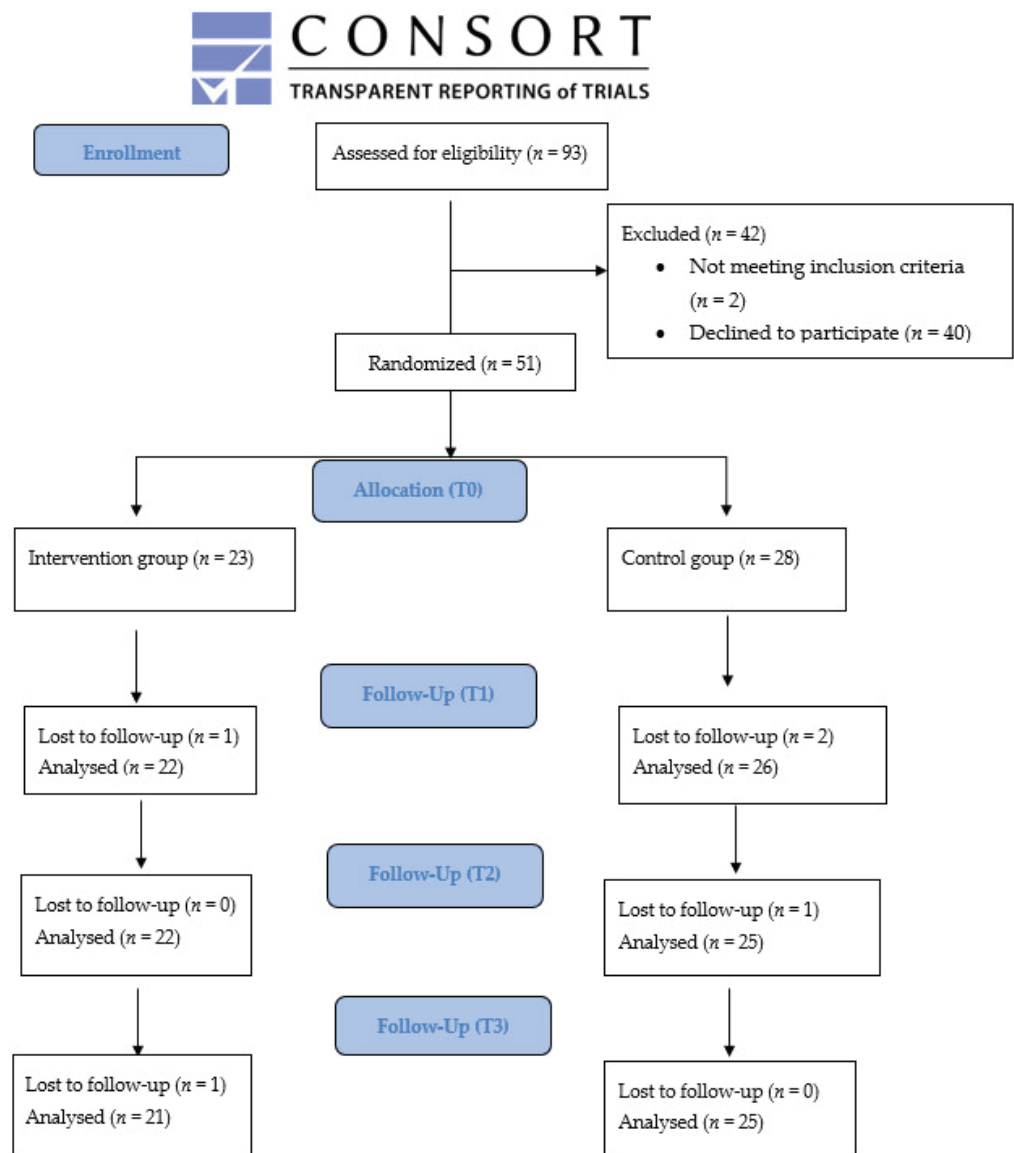 CONSORT
TRANSPARENT REPORTING of TRIALS
Enrollment
Assessed for eligibility (n = 93)
Excluded (n = 42)
• Not meeting inclusion criteria
(n = 2)
• Declined to participate (n = 40)
Randomized (n = 51)
Allocation (T0)
Intervention group (n = 23)
Control goup (n = 28)
Follow-Up (T1)
Lost to follow-up (n = 1)
Analysed (n = 22)
Lost to follow-up (n = 2)
Analysed (n = 26)
Follow-Up (T2)
Lost to follow-up (n = 0)
Analysed (n = 22)
Lost to follow-up (n = 1)
Analysed (n = 25)
Follow-Up (T3)
Lost to follow-up (n = 1)
Analysed (n = 21)
Lost to follow-up (n = 0)
Analysed (n = 25)